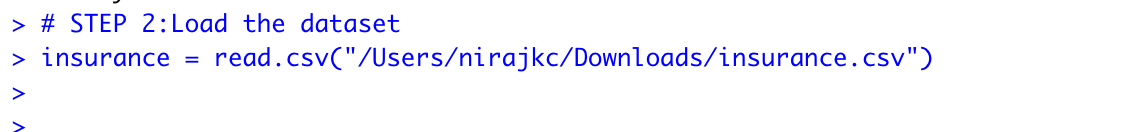 > # STEP 2:Load the dataset
> insurance = read.csv("/Users/nirajkc/Downloads/insurance.csv")
>
>